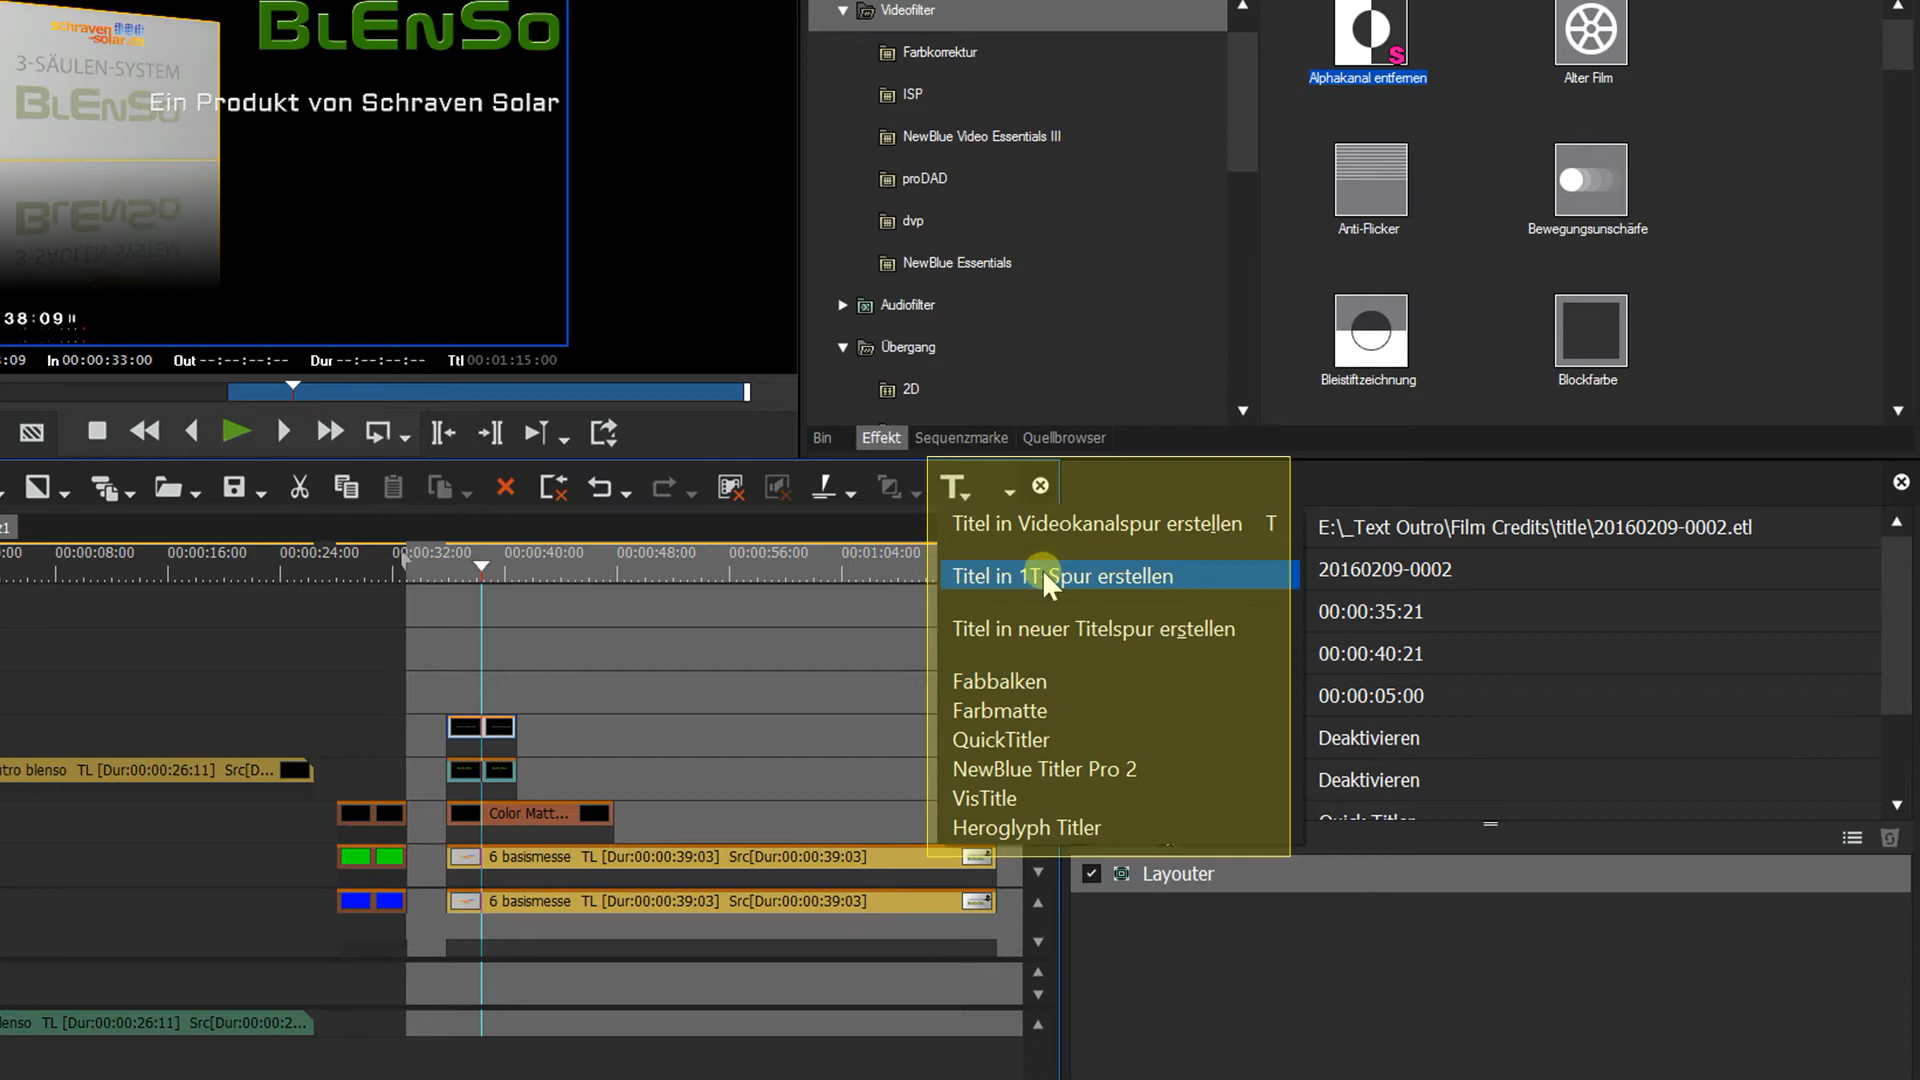 schraven
-solar.de
BLENSO
3-SÄULEN-SYSTEM
BLENSO
Ein Produkt von Schraven Solar
38:09
:09 In 00:00:33:00 Out --:--:--:-- Dur --:--:--:-- Ttl 00:01:15:00
Videofilter
Farbkorrektur
ISP
NewBlue Video Essentials III
proDAD
dvp
NewBlue Essentials
Audiofilter
Übergang
2D
Alphakanal entfernen
S
Alter Film
Anti-Flicker
Bewegungsunschärfe
Bleistiftzeichnung
Blockfarbe
Bin Effekt Sequenzmarke Quellbrowser
T
Titel in Videokanalspur erstellen T
Titel in 1T-Spur erstellen
Titel in neuer Titelspur erstellen
Fabbalken
Farbmatte
QuickTitler
NewBlue Titler Pro 2
VisTitle
Heroglyph Titler
z1
0:00 00:00:08:00 00:00:16:00 00:00:24:00 00:00:32:00 00:00:40:00 00:00:48:00 00:00:56:00 00:01:04:00
utro blenso TL [Dur:00:00:26:11] Src[D...
Color Matt...
6 basismesse TL [Dur:00:00:39:03] Src[Dur:00:00:39:03]
6 basismesse TL [Dur:00:00:39:03] Src[Dur:00:00:39:03]
lenso TL [Dur:00:00:26:11] Src[Dur:00:00:2...
E:\_Text Outro\Film Credits\title\20160209-0002.etl
20160209-0002
00:00:35:21
00:00:40:21
00:00:05:00
Deaktivieren
Deaktivieren
Quick Titler
Layouter